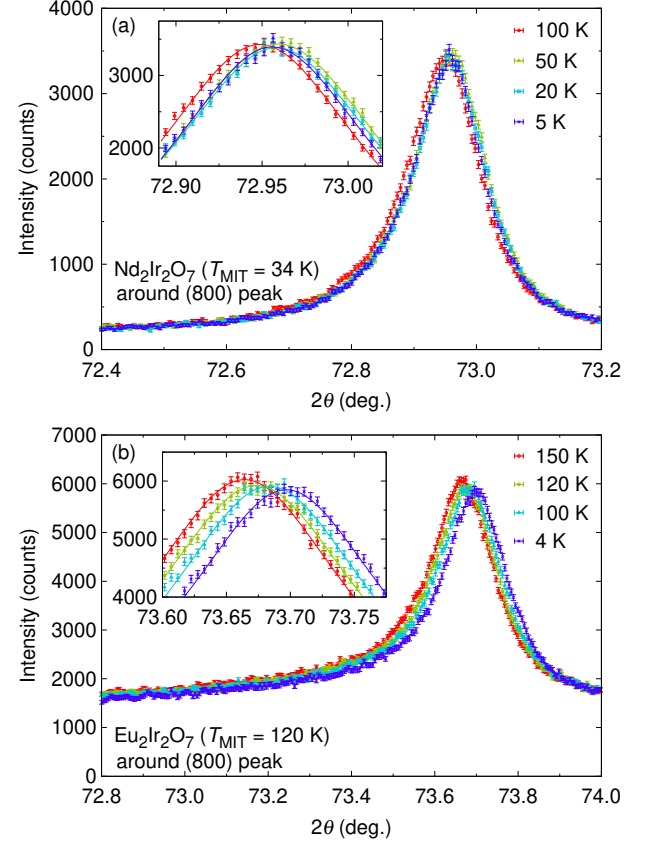 4000
(a)
100 K
50 K
20 K
5 K
3000
2000
72.90
72.95
73.00
3000
2000
1000
0
Intensity (counts)
Nd2Ir2O7 (TMIT = 34 K)
around (800) peak
72.4
72.6
72.8
73.0
73.2
2θ (deg.)
7000
(b)
150 K
120 K
100 K
4 K
6000
5000
4000
73.60
73.65
73.70
73.75
6000
5000
4000
3000
2000
1000
0
Intensity (counts)
Eu2Ir2O7 (TMIT = 120 K)
around (800) peak
72.8
73.0
73.2
73.4
73.6
73.8
74.0
2θ (deg.)